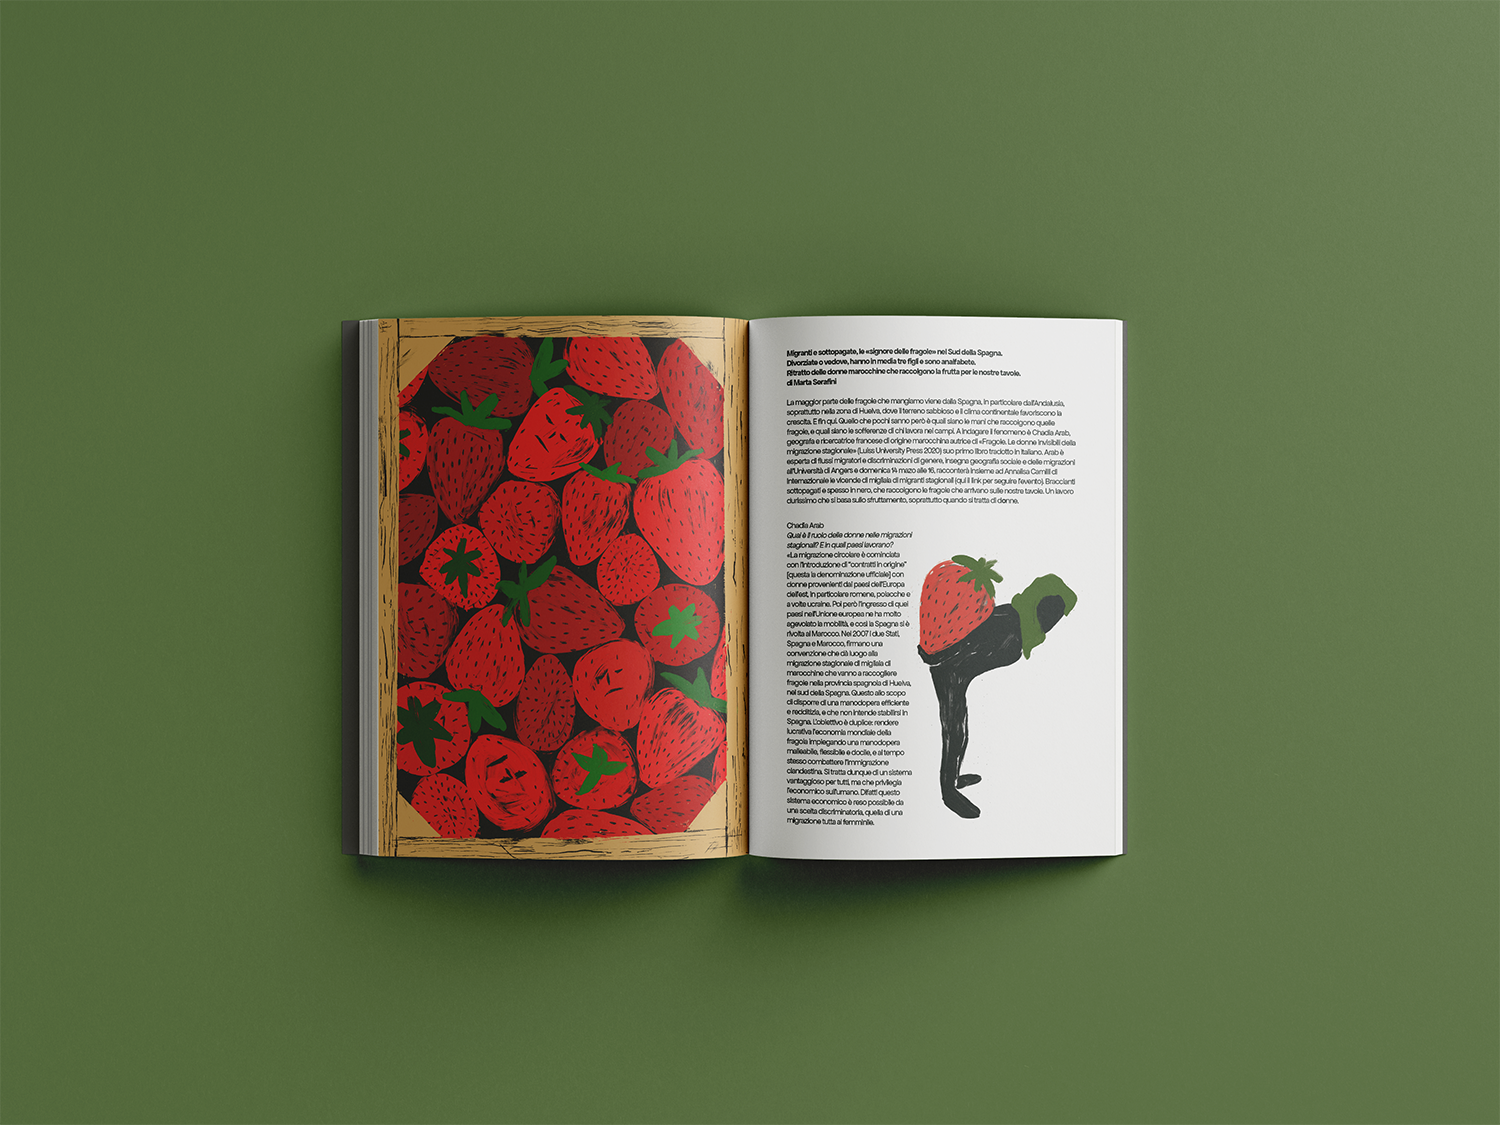 Migranti e sottopagate, le «signore delle fragole» nel Sud della Spagna.
Divorziate o vedove, hanno in media tre figli e sono analfabete.
Ritratto delle donne marocchine che raccolgono la frutta per le nostre tavole.
di Marta Serafini
La maggior parte delle fragole che mangiamo viene dalla Spagna, in particolare dall'Andalusia,
soprattutto nella zona di Huelva, dove il terreno sabbioso e il clima continentale favoriscono la
crescita. E fin qui. Quello che pochi sanno però è quali siano le mani che raccolgono quelle
fragole, e quali siano le sofferenze di chi lavora nei campi. A indagare il fenomeno è Chadia Arab,
geografa e ricercatrice francese di origine marocchina autrice di «Fragole. Le donne invisibili della
migrazione stagionale» (Luiss University Press 2020) suo primo libro tradotto in italiano. Arab è
esperta di flussi migratori e discriminazioni di genere, insegna geografia sociale e delle migrazioni
all'Università di Angers e domenica 14 mazo alle 16, racconterà insieme ad Annalisa Camilli di
Internazionale le vicende di migliaia di migranti stagionali (qui il link per seguire l'evento). Braccianti
sottopagati e spesso in nero, che raccolgono le fragole che arrivano sulle nostre tavole. Un lavoro
durissimo che si basa sullo sfruttamento, soprattutto quando si tratta di donne.
Chadia Arab
Qual è il ruolo delle donne nelle migrazioni
stagionali? E in quali paesi lavorano?
«La migrazione circolare è cominciata
con l'introduzione di "contratti in origine"
[questa la denominazione ufficiale] con
donne provenienti dai paesi dell'Europa
dell'est, in particolare romene, polacche e
a volte ucraine. Poi però l'ingresso di quei
paesi nell'Unione europea ne ha molto
agevolato la mobilità, e così la Spagna si è
rivolta al Marocco. Nel 2007 i due Stati,
Spagna e Marocco, firmano una
convenzione che dà luogo alla
migrazione stagionale di migliaia di
marocchine che vanno a raccogliere
fragole nella provincia spagnola di Huelva,
nel sud della Spagna. Questo allo scopo
di disporre di una manodopera efficiente
e redditizia, e che non intende stabilirsi in
Spagna. L'obiettivo è duplice: rendere
lucrativa l'economia mondiale della
fragola impiegando una manodopera
malleabile, flessibile e docile, e al tempo
stesso combattere l'immigrazione
clandestina. Si tratta dunque di un sistema
vantaggioso per tutti, ma che privilegia
l'economico sull'umano. Difatti questo
sistema economico è reso possibile da
una scelta discriminatoria, quella di una
migrazione tutta al femminile.